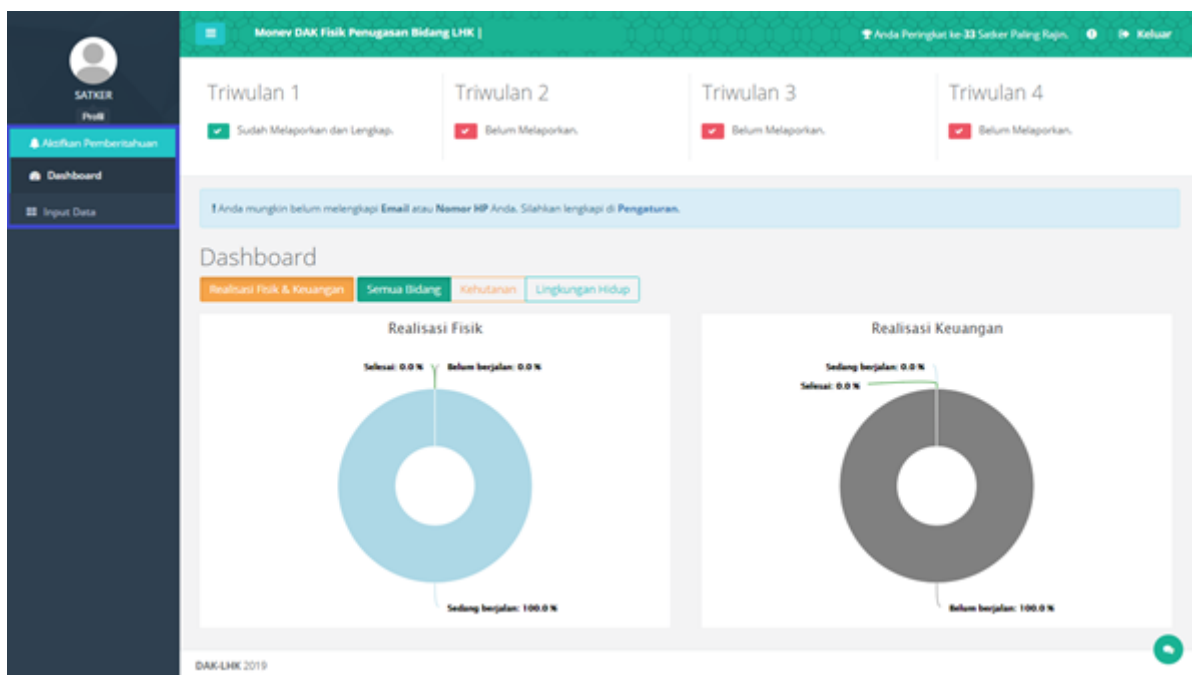 Monev DAK Fisik Penugasan Bidang LHK |
Anda Peringkat ke-33 Satker Paling Rajin.
Keluar
SATKER
Profil
Aktifkan Pemberitahuan
Dashboard
Input Data
Triwulan 1
Sudah Melaporkan dan Lengkap.
Triwulan 2
Belum Melaporkan.
Triwulan 3
Belum Melaporkan.
Triwulan 4
Belum Melaporkan.
! Anda mungkin belum melengkapi Email atau Nomor HP Anda. Silahkan lengkapi di Pengaturan.
Dashboard
Realisasi Fisik & Keuangan
Semua Bidang
Kehutanan
Lingkungan Hidup
Realisasi Fisik
Selesai: 0.0 %
Belum berjalan: 0.0 %
Sedang berjalan: 100.0 %
Realisasi Keuangan
Sedang berjalan: 0.0 %
Selesai: 0.0 %
Belum berjalan: 100.0 %
DAK-LHK 2019